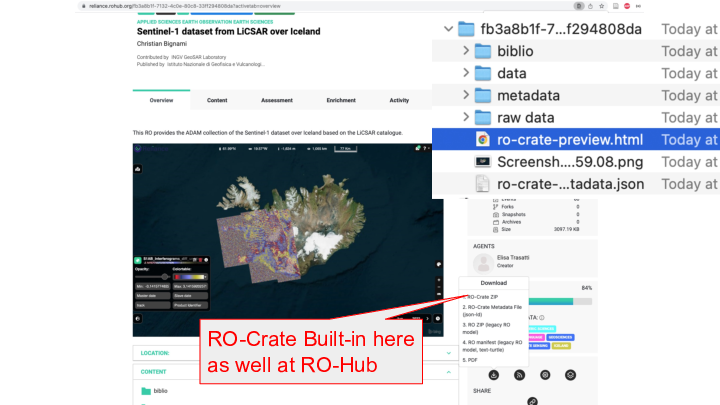 reliance.rohub.org/fb3a8b1f-7132-4c0e-80c8-23ff294808da?activetab=overview
APPLIED SCIENCES EARTH OBSERVATION EARTH SCIENCES
Sentinel-1 dataset from LiCSAR over Iceland
Christian Bignami
Contributed by INGV GeoSAR Laboratory
Published by Istituto Nazionale di Geofisica e Vulcanologi...
Overview
Content
Assessment
Enrichment
Activity
This RO provides the ADAM collection of the Sentinel-1 dataset over Iceland based on the LiCSAR catalogue.
fb3a8b1f-7...f294808da Today at
biblio Today at
data Today at
metadata Today at
raw data Today at
ro-crate-preview.html Today at
Screensh....59.08.png Today at
ro-crate-...tadata.json Today at
Forks 0
Snapshots 0
Archives 0
Size 3097.19 KB
AGENTS
Elisa Trasatti
Creator
84%
Opacity:
Colortable:
Master date
Slave date
Product Identifier
Download
1. RO-Crate ZIP
2. RO-Crate Metadata File
(json-ld)
3. RO ZIP (legacy RO
model)
4. RO manifest (legacy RO
model, text-turtle)
5. PDF
RO-Crate Built-in here
as well at RO-Hub
LOCATION:
CONTENT
biblio
SHARE